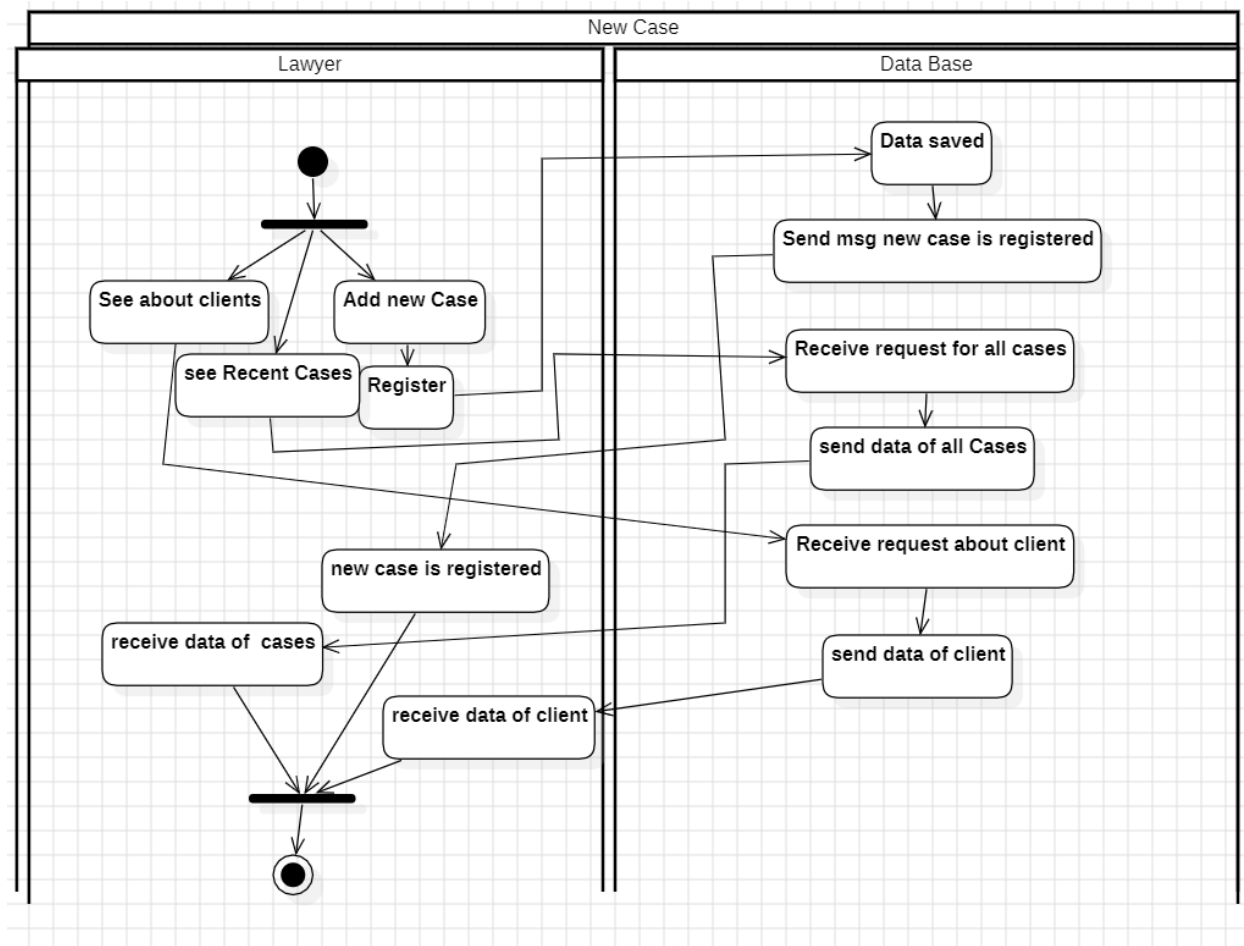 New Case
Lawyer
Data Base
Data saved
Send msg new case is registered
See about clients
Add new Case
see Recent Cases
Register
Receive request for all cases
send data of all Cases
Receive request about client
new case is registered
receive data of  cases
send data of client
receive data of client